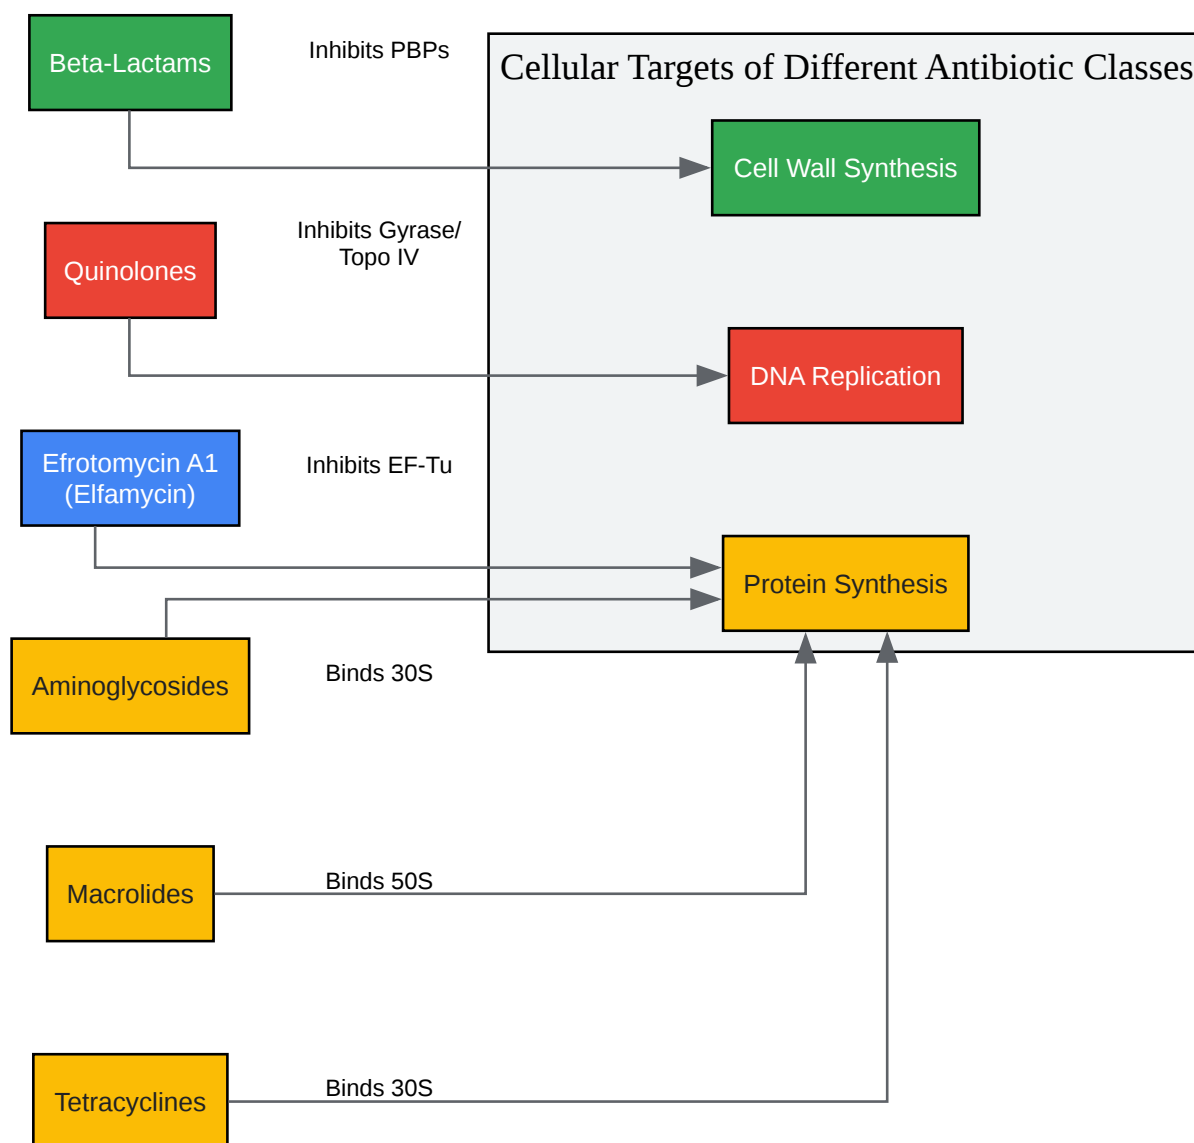 Beta-Lactams
Inhibits PBPs
Cellular Targets of Different Antibiotic Classes
Cell Wall Synthesis
Quinolones
Inhibits Gyrase/
Topo IV
DNA Replication
Efrotomycin A1
(Elfamycin)
Inhibits EF-Tu
Protein Synthesis
Aminoglycosides
Binds 30S
Macrolides
Binds 50S
Tetracyclines
Binds 30S